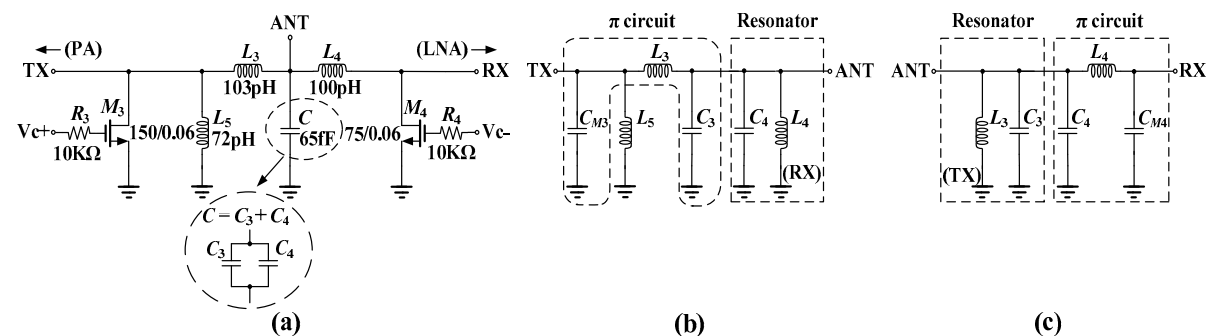 ANT
(PA)
L3
L4
(LNA)
TX
RX
103pH
100pH
M3
M4
Vc+
R3
150/0.06
L5
72pH
C
65fF
75/0.06
R4
Vc-
10KΩ
10KΩ
C = C3 + C4
C3
C4
(a)
π circuit
Resonator
L3
TX
ANT
CM3
L5
C3
C4
L4
(RX)
(b)
Resonator
π circuit
L4
ANT
RX
L3
C3
C4
CM4
(TX)
(c)